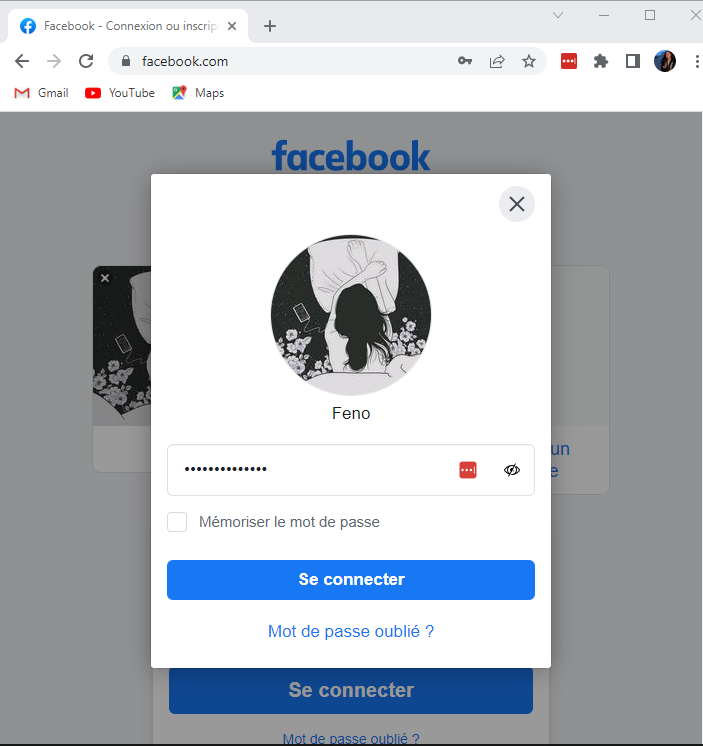 Facebook - Connexion ou inscrip
facebook.com
Gmail
YouTube
Maps
facebook
Feno
••••••••••••••
Mémoriser le mot de passe
Se connecter
Mot de passe oublié ?
un
Se connecter
Mot de passe oublié ?